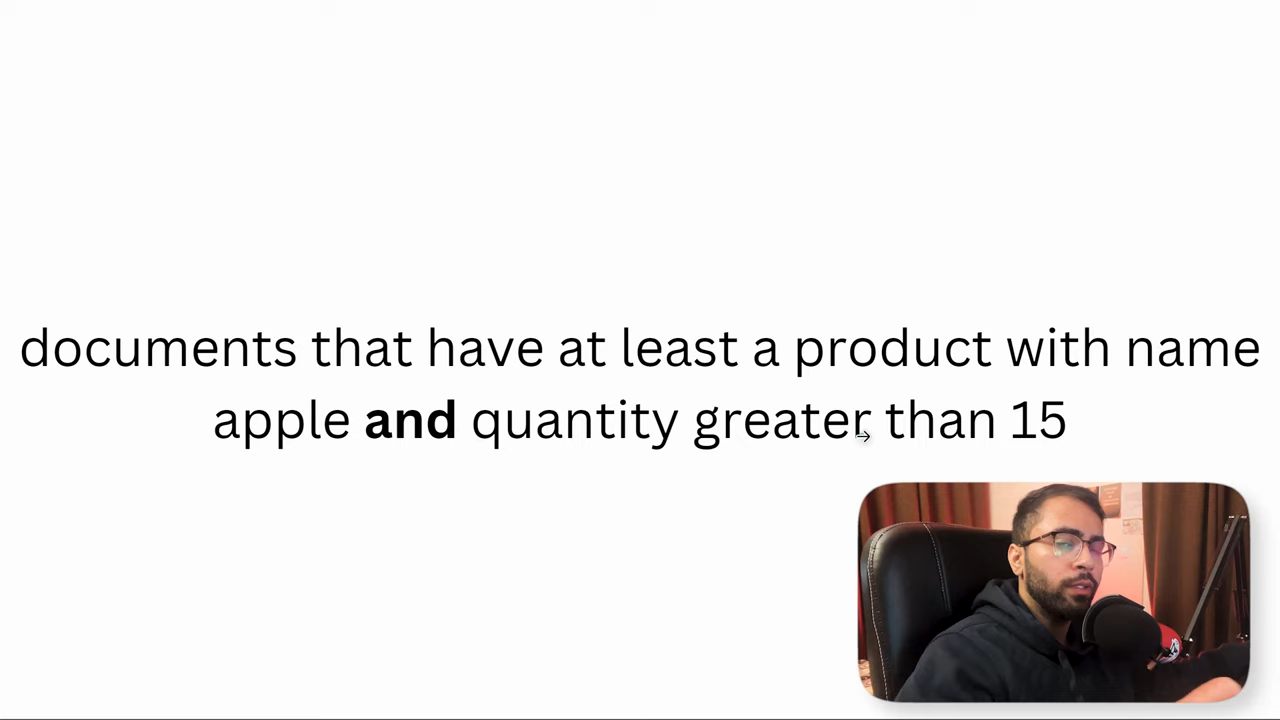 documents that have at least a product with name
apple and quantity greater than 15